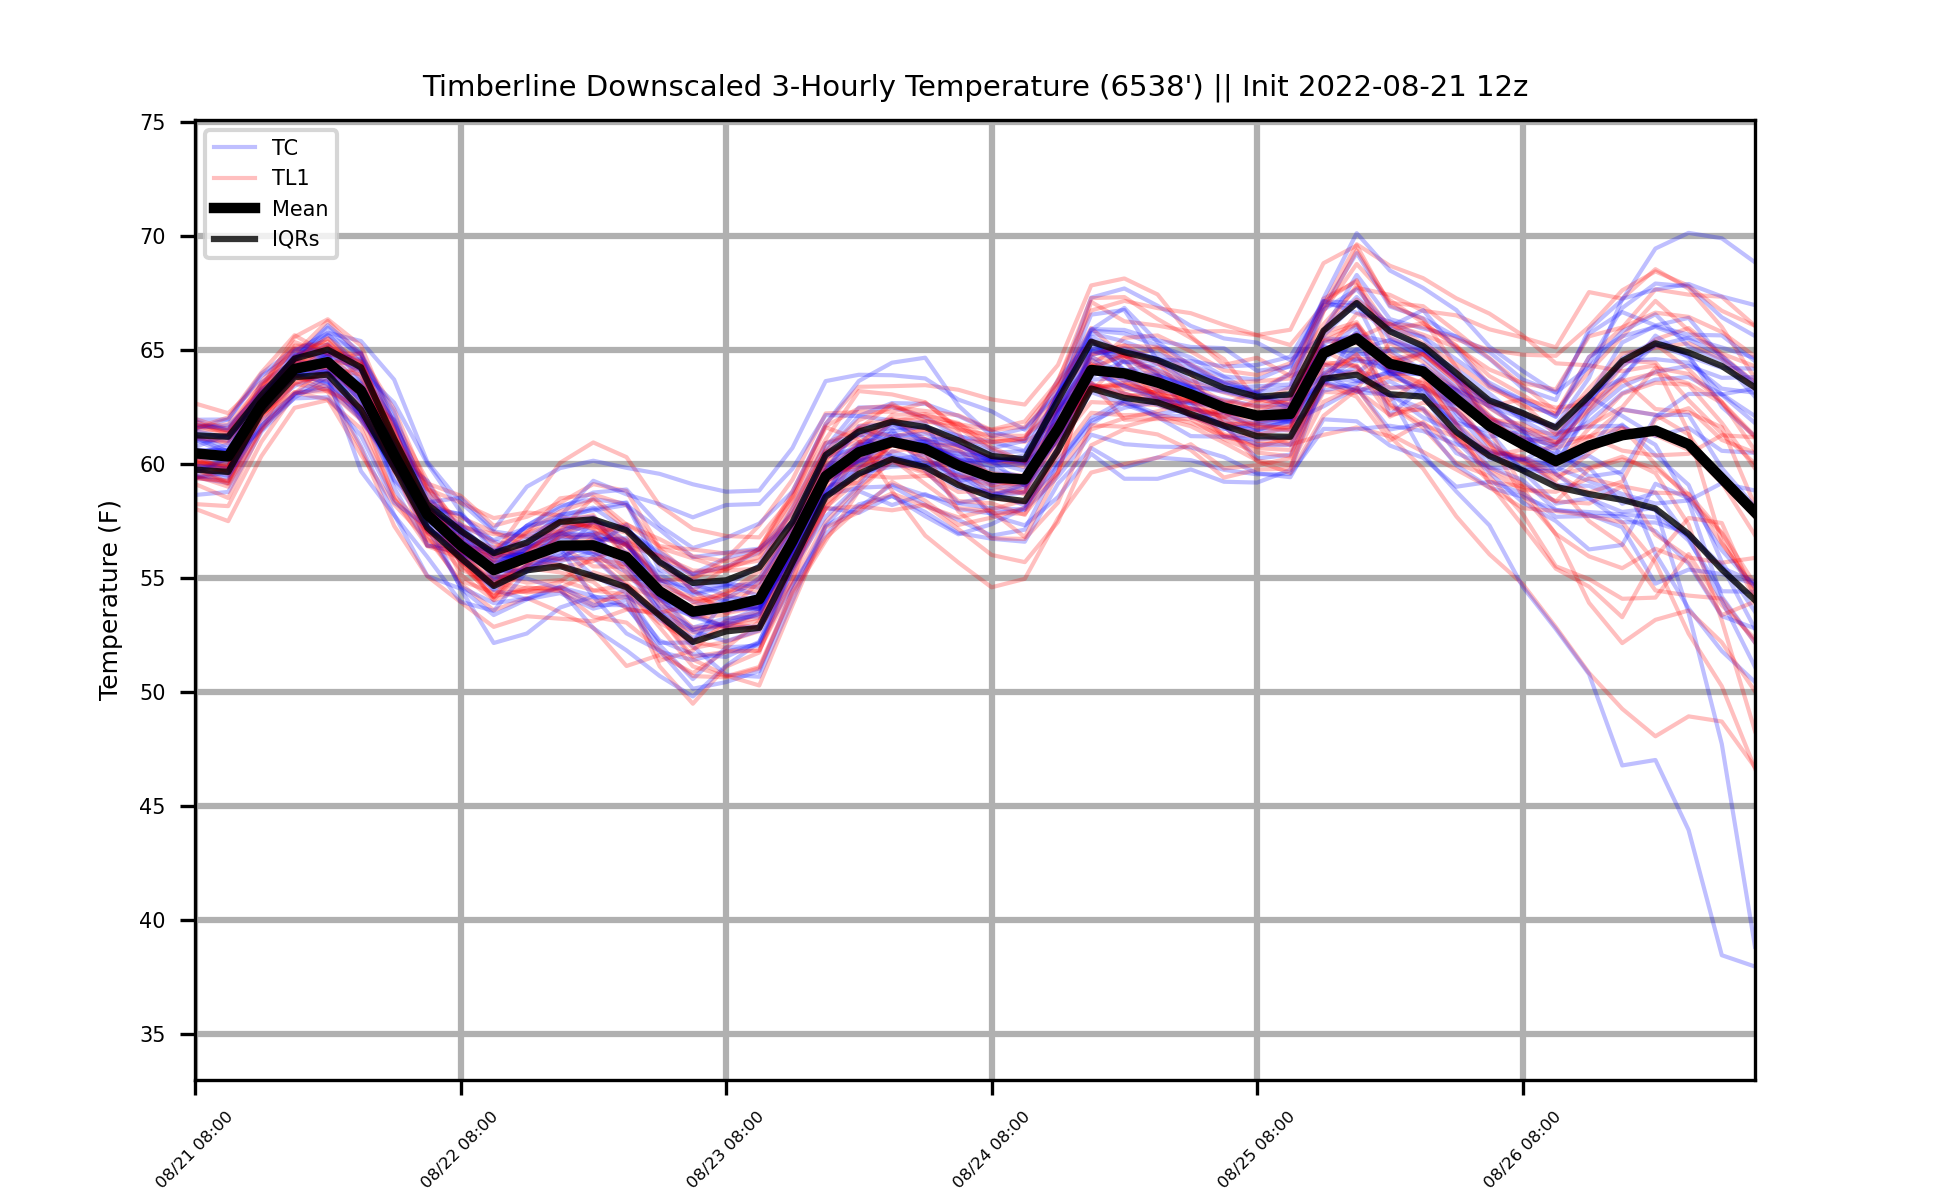 Timberline Downscaled 3-Hourly Temperature (6538') || Init 2022-08-21 12z
75
70
65
60
55
50
45
40
35
Temperature (F)
TC
TL1
Mean
IQRs
08/21 08:00
08/22 08:00
08/23 08:00
08/24 08:00
08/25 08:00
08/26 08:00